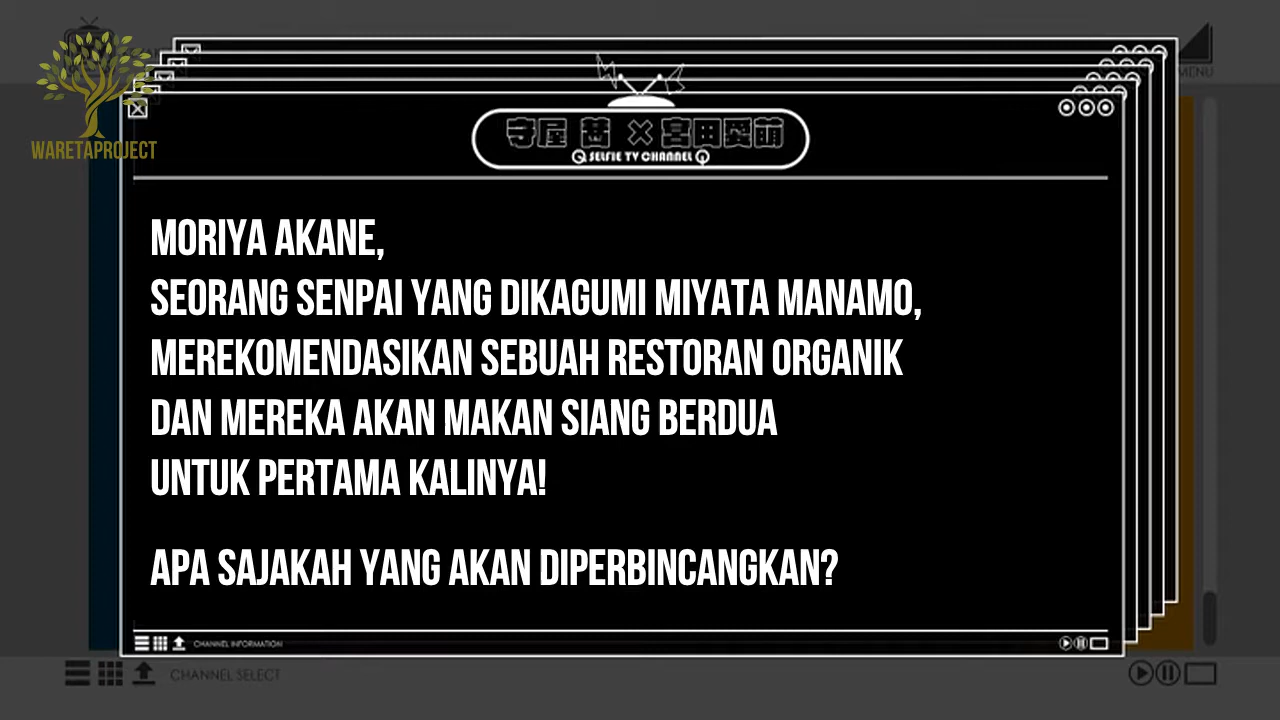 WARETAPROJECT
MENU
守屋 茜 × 宮田愛萌
SELFIE TV CHANNEL
MORIYA AKANE,
SEORANG SENPAI YANG DIKAGUMI MIYATA MANAMO,
MEREKOMENDASIKAN SEBUAH RESTORAN ORGANIK
DAN MEREKA AKAN MAKAN SIANG BERDUA
UNTUK PERTAMA KALINYA!
APA SAJAKAH YANG AKAN DIPERBINCANGKAN?
CHANNEL INFORMATION
CHANNEL SELECT